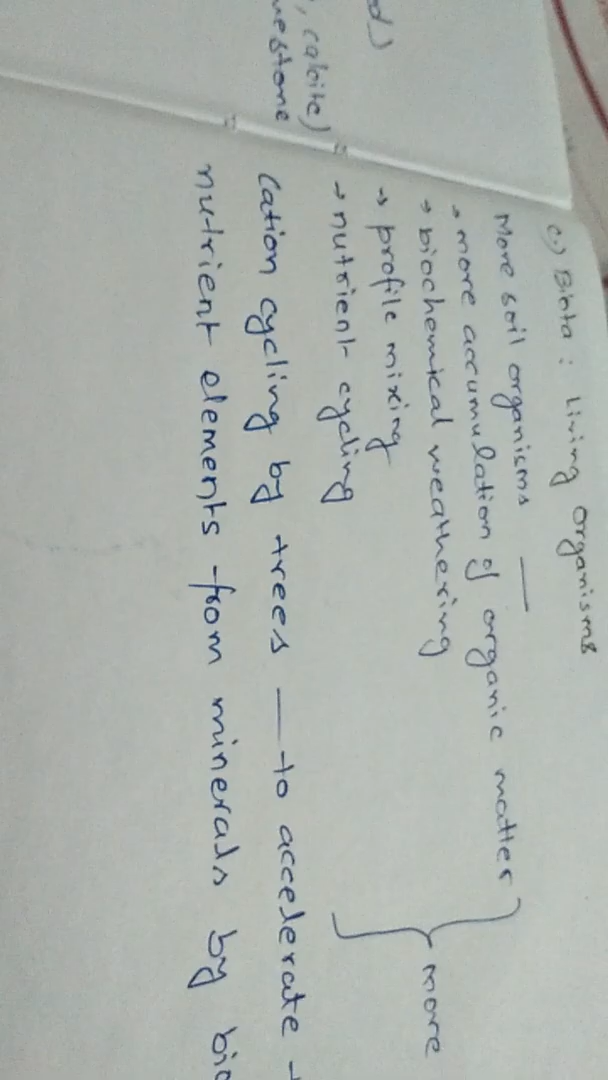 c.) Biota : Living organisms
More soil organisms —
→ more accumulation of organic matter
→ biochemical weathering
→ profile mixing
→ nutrient cycling
more
Cation cycling by trees — to accelerate
nutrient elements from minerals by
, calcite)